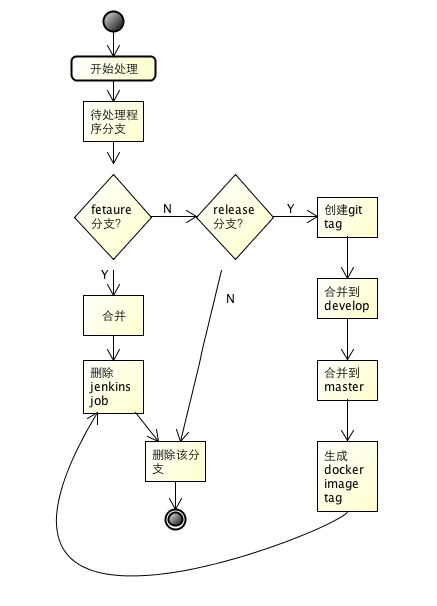 开始处理
待处理程
序分支
fetaure
分支?
N
release
分支?
Y
创建git
tag
Y
合并
N
合并到
develop
删除
jenkins
job
合并到
master
删除该分
支
生成
docker
image
tag